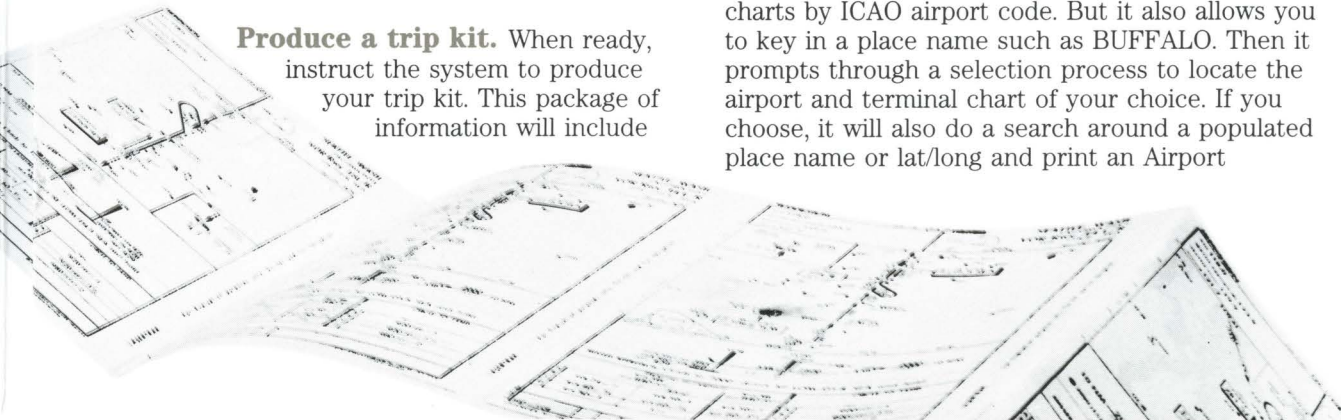 Produce a trip kit. When ready,
instruct the system to produce
your trip kit. This package of
information will include
charts by ICAO airport code. But it also allows you
to key in a place name such as BUFFALO. Then it
prompts through a selection process to locate the
airport and terminal chart of your choice. If you
choose, it will also do a search around a populated
place name or lat/long and print an Airport